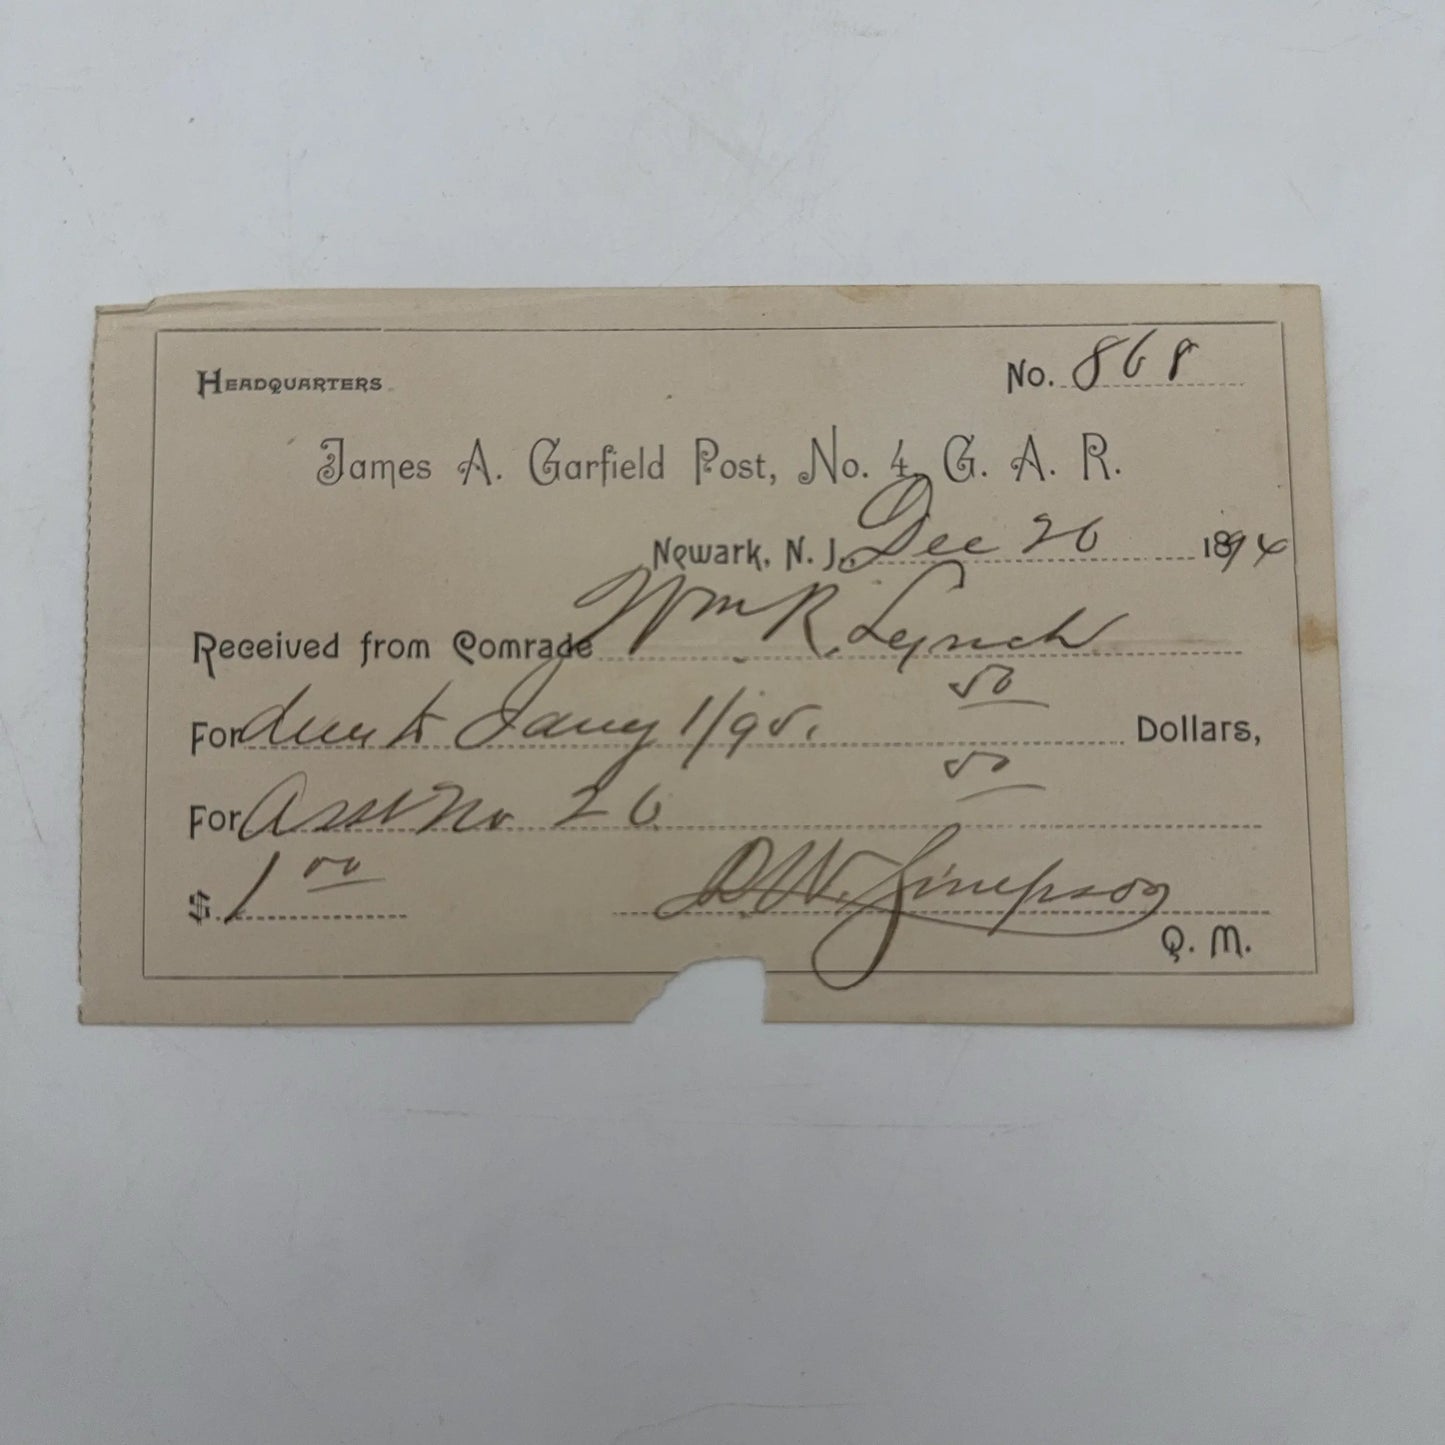 HEADQUARTERS
No. 868
James A. Garfield Post, No. 4, G. A. R.
Newark, N. J., Dec 26 1894
Received from Comrade Wm R. Lynch
50
For dues to Jany 1/95. Dollars,
50
For Asst No 26
$ 1 00
D W. Simpson
Q. M.